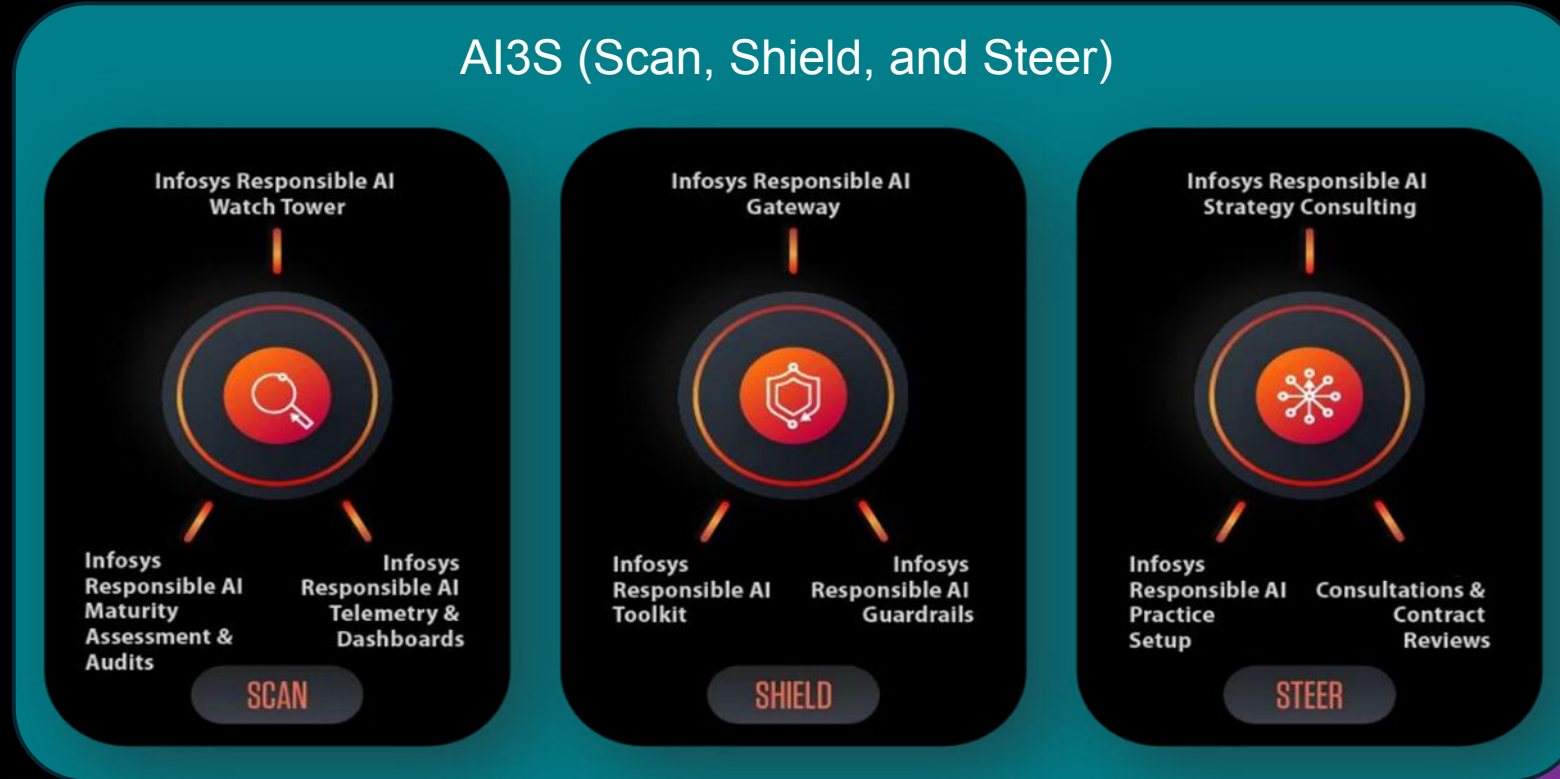 AI3S (Scan, Shield, and Steer)
Infosys Responsible AI
Watch Tower
Infosys
Responsible AI
Maturity
Assessment &
Audits
Infosys
Responsible AI
Telemetry &
Dashboards
SCAN
Infosys Responsible AI
Gateway
Infosys
Responsible AI
Toolkit
Infosys
Responsible AI
Guardrails
SHIELD
Infosys Responsible AI
Strategy Consulting
Infosys
Responsible AI
Practice
Setup
Consultations &
Contract
Reviews
STEER